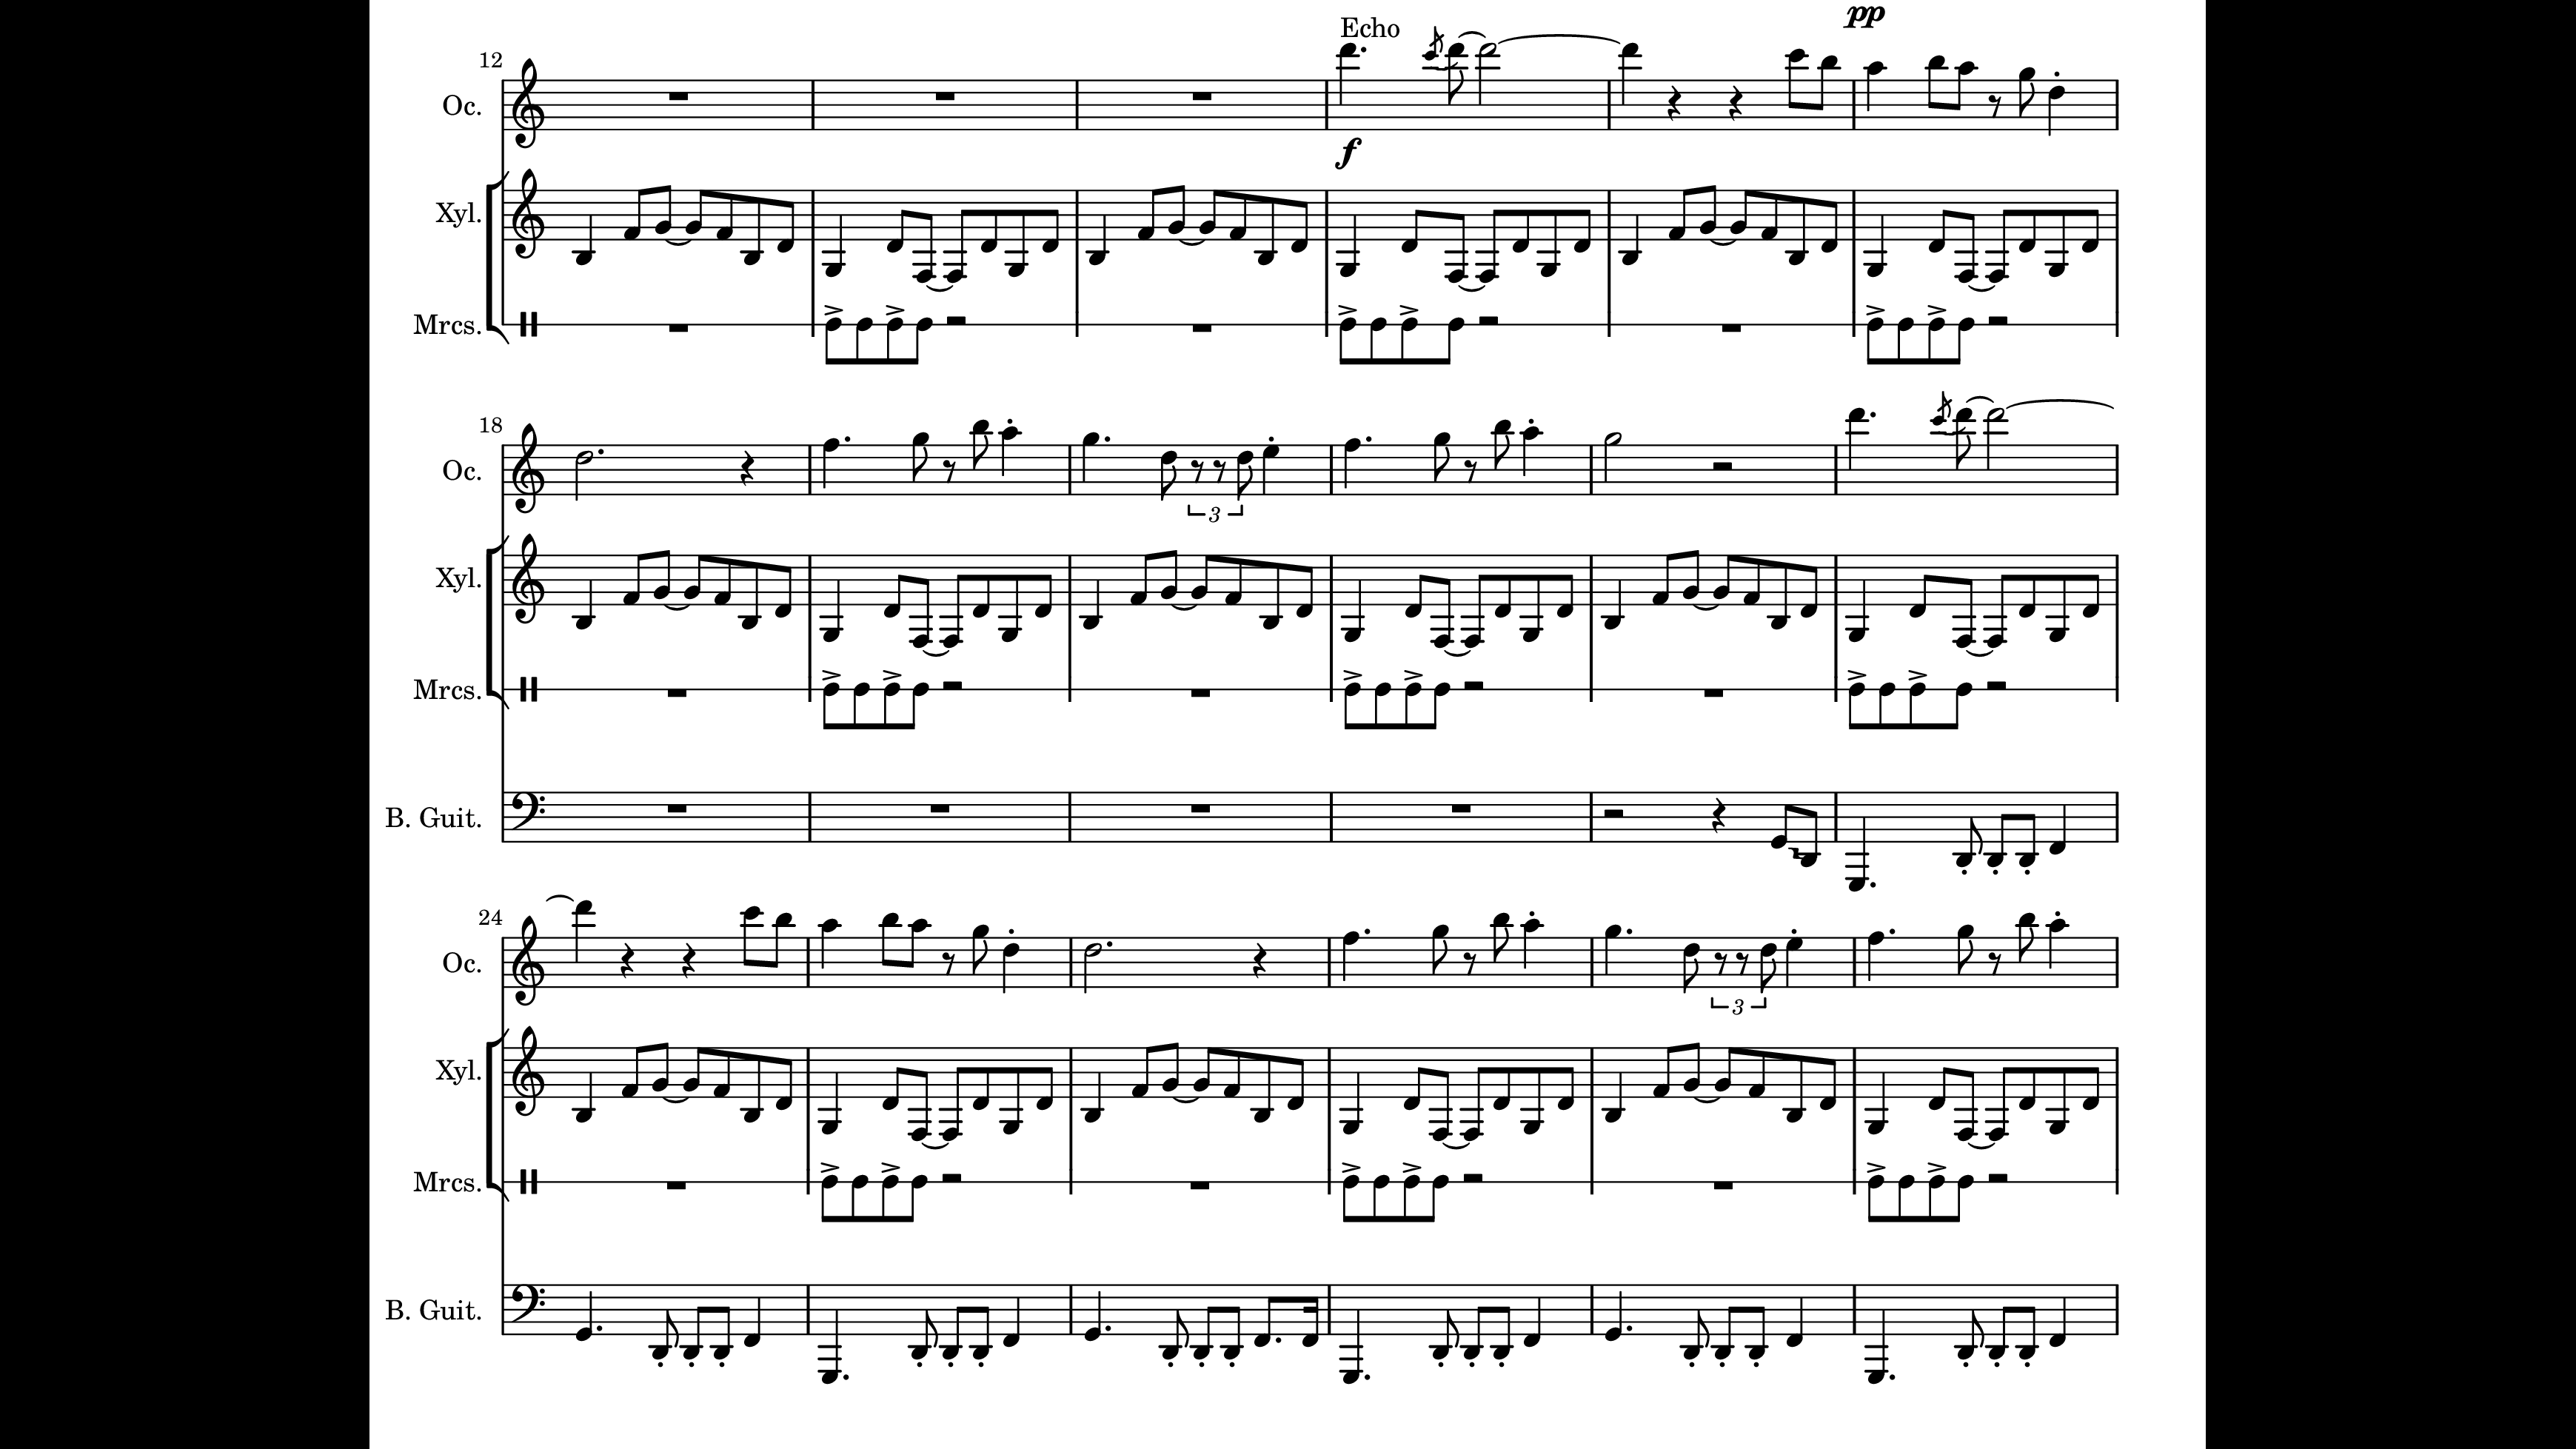 pp
Echo
12
Oc.
f
Xyl.
Mrcs.
18
Oc.
3
Xyl.
Mrcs.
B. Guit.
24
Oc.
3
Xyl.
Mrcs.
B. Guit.